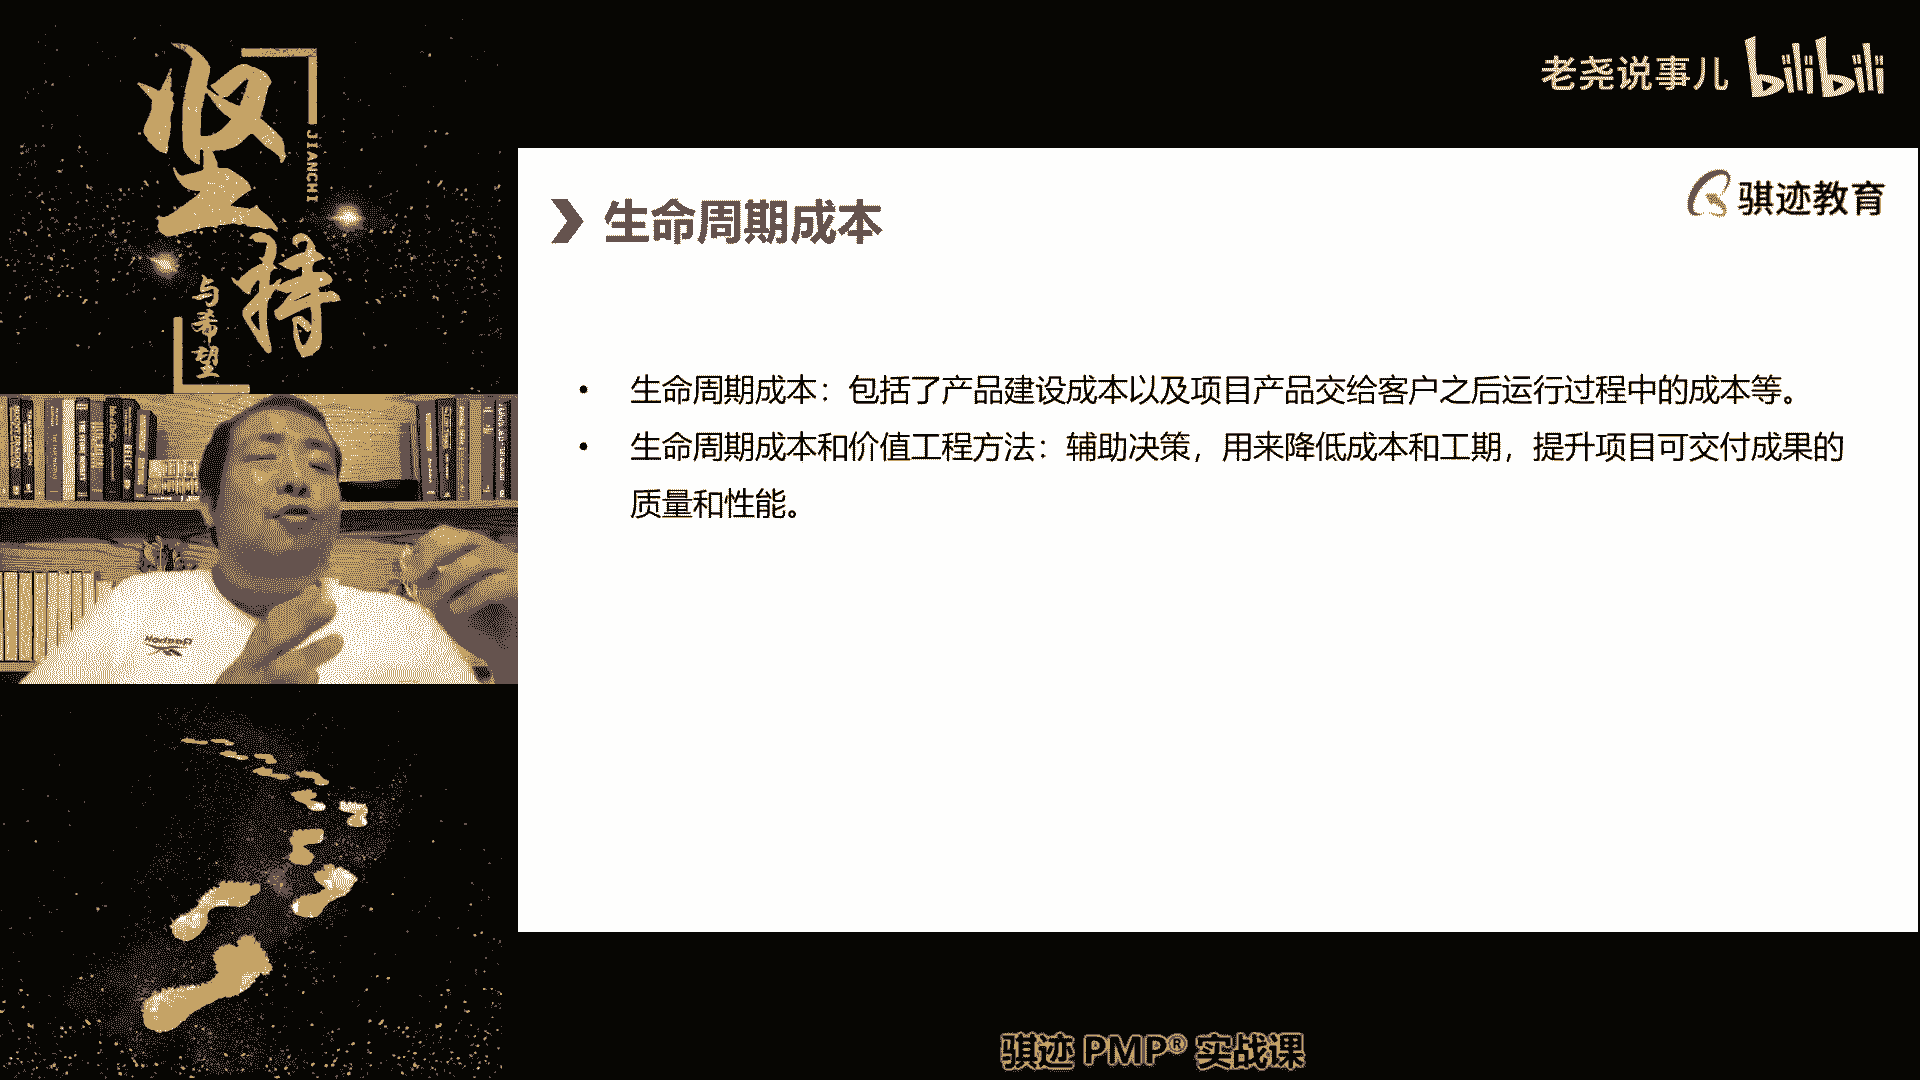 坚持
JIANCHI
与希望
老尧说事儿 bilibili
骐迹教育
生命周期成本
• 生命周期成本：包括了产品建设成本以及项目产品交给客户之后运行过程中的成本等。
• 生命周期成本和价值工程方法：辅助决策，用来降低成本和工期，提升项目可交付成果的
质量和性能。
骐迹 PMP® 实战课